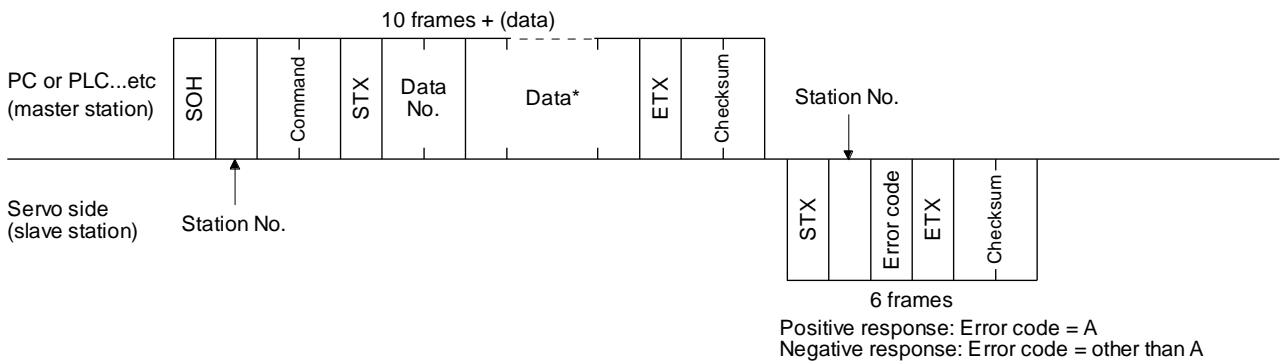 10 frames + (data)
PC or PLC...etc
(master station)
SOH
Command
STX
Data
No.
Data*
ETX
Checksum
Station No.
Servo side
(slave station)
Station No.
STX
Error code
ETX
Checksum
6 frames
Positive response: Error code = A
Negative response: Error code = other than A